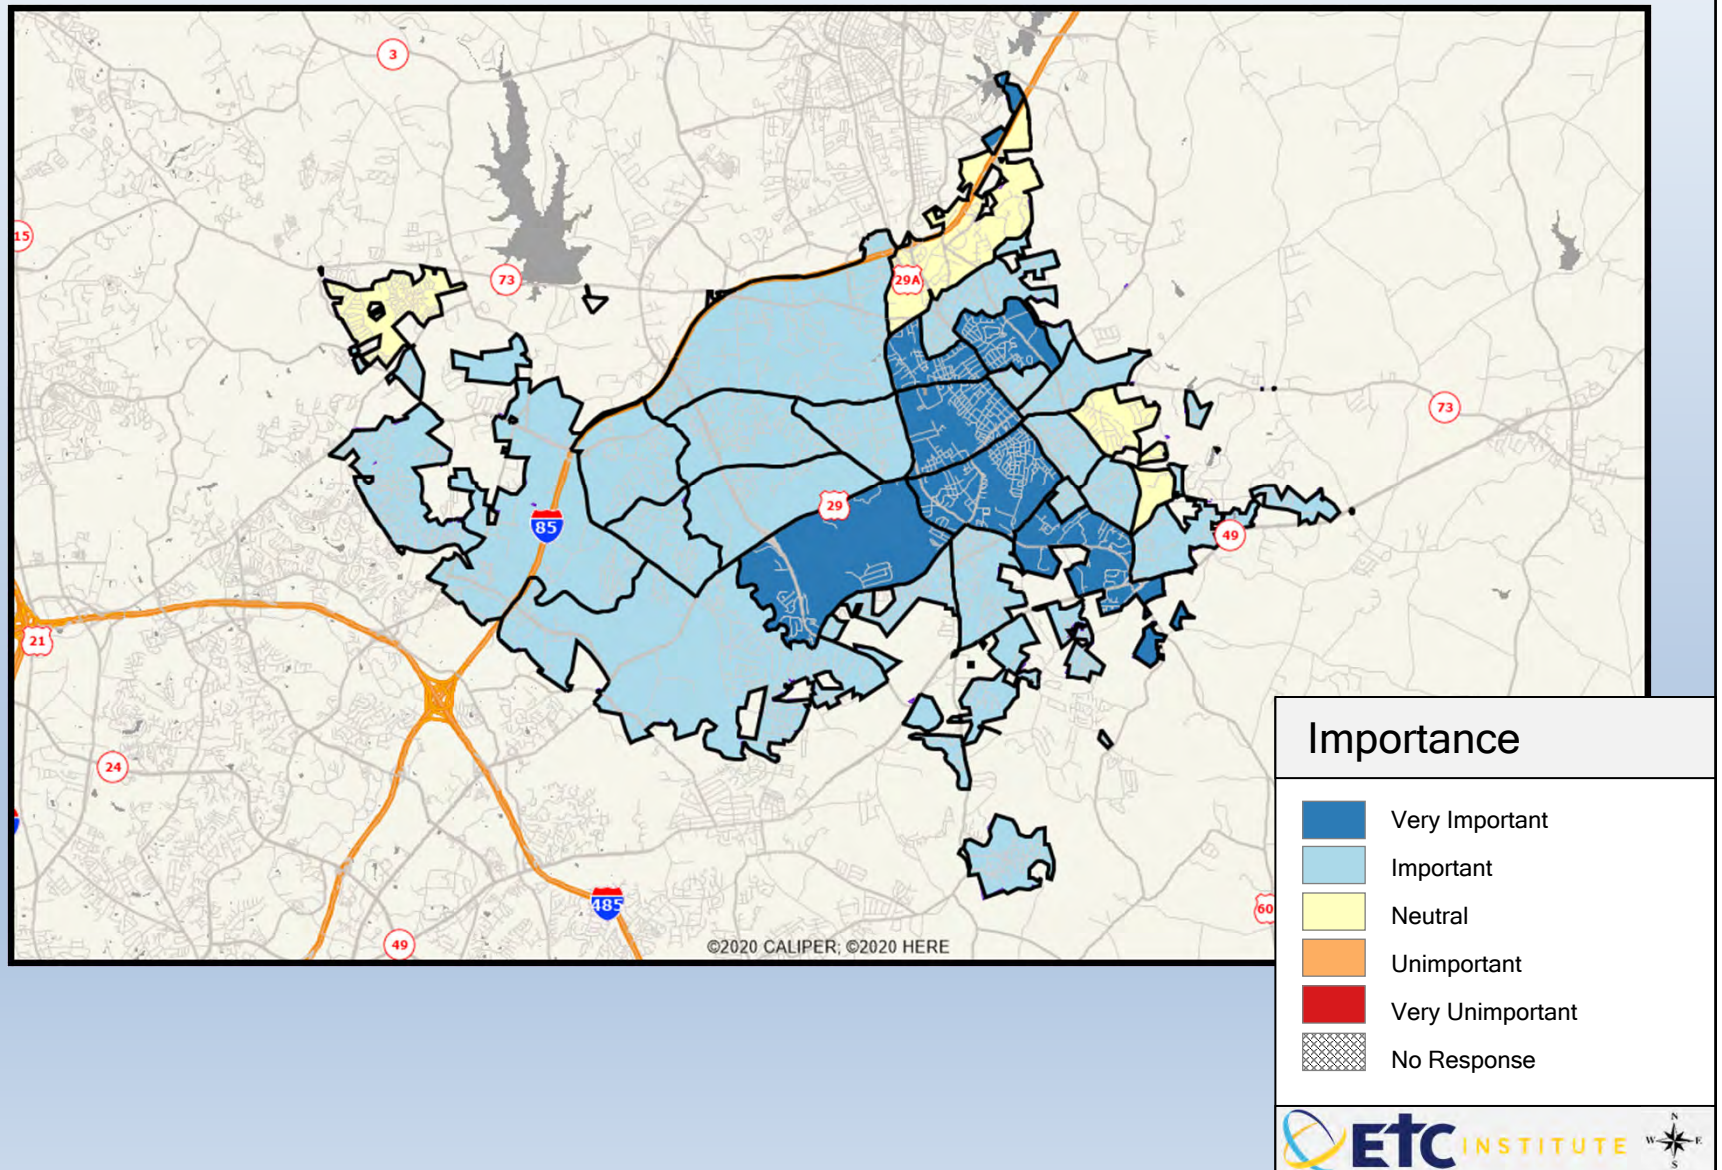 3
15
73
29A
73
29
85
49
21
24
485
49
60
©2020 CALIPER; ©2020 HERE
Importance
Very Important
Important
Neutral
Unimportant
Very Unimportant
No Response
N
W E
S
ETC INSTITUTE